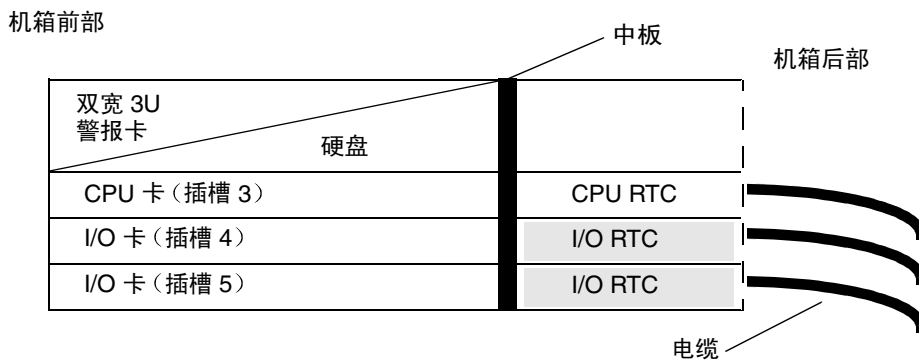 机箱前部
中板
机箱后部
双宽 3U
警报卡
硬盘
CPU 卡（插槽 3） CPU RTC
I/O 卡（插槽 4） I/O RTC
I/O 卡（插槽 5） I/O RTC
电缆